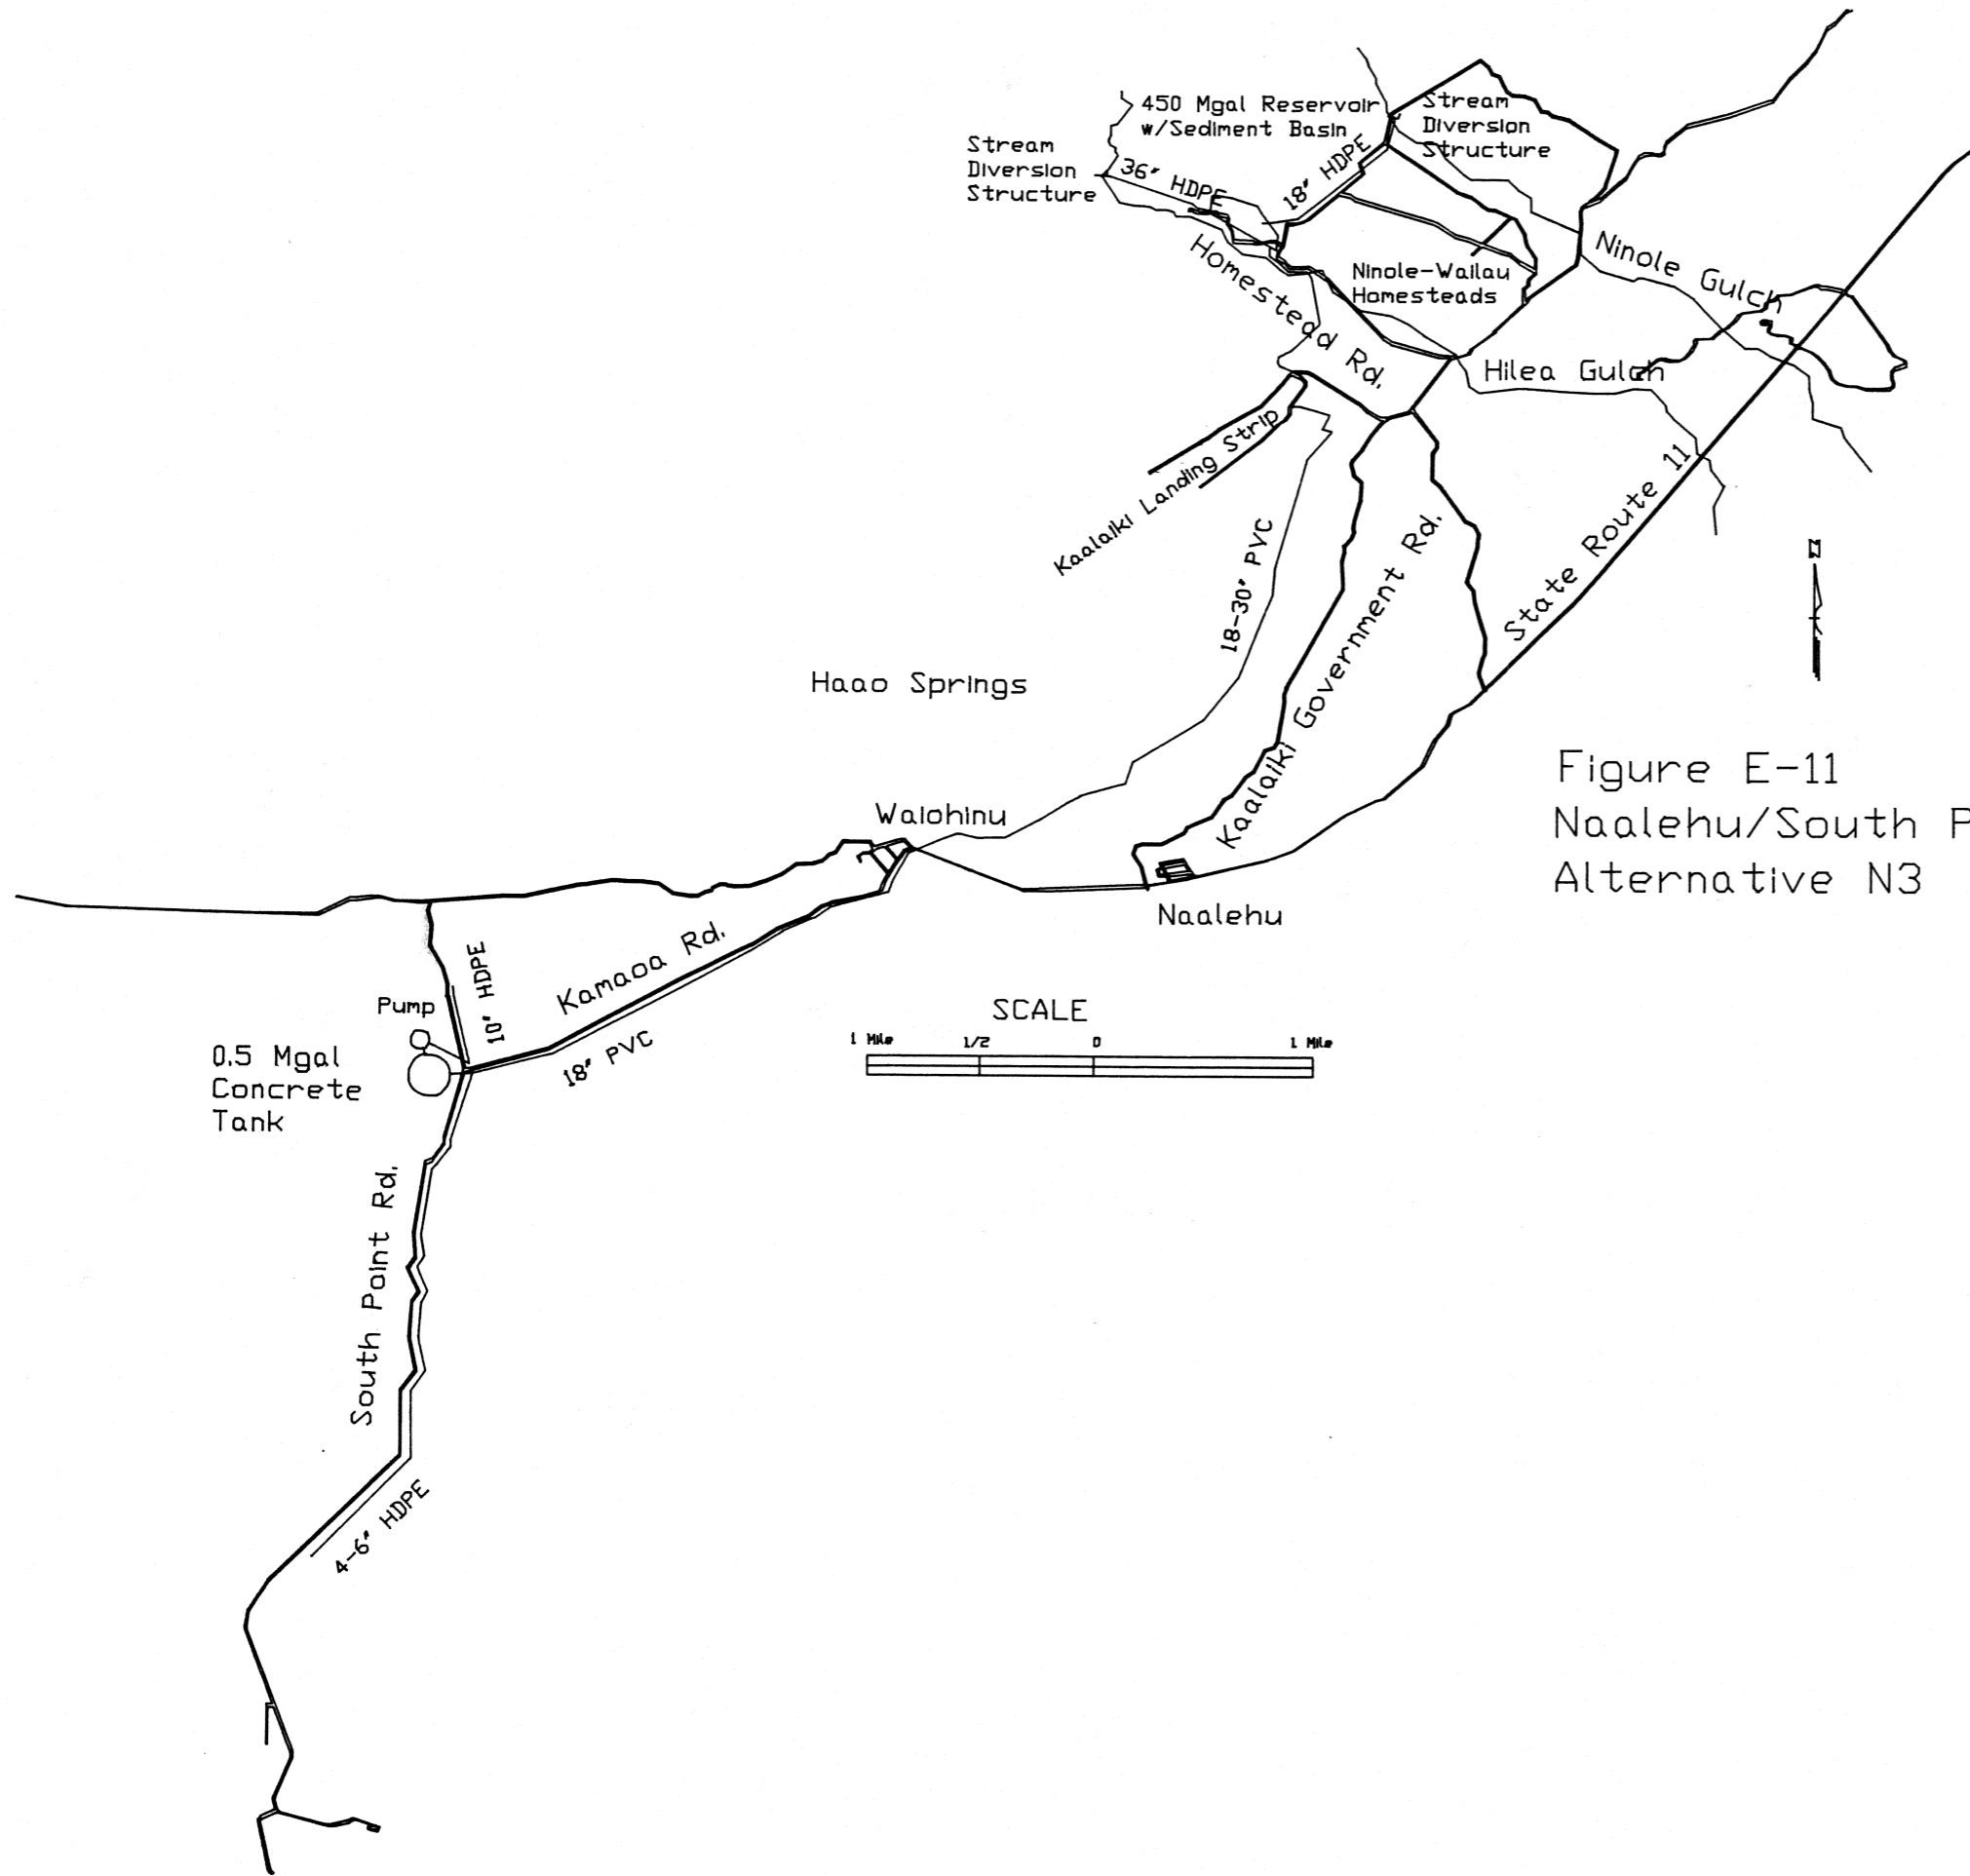 450 Mgal Reservoir
w/Sediment Basin
Stream
Diversion
Structure
Stream
Diversion
Structure
36" HDPE
18" HDPE
Homestead Rd.
Ninole-Wailau
Homesteads
Ninole Gulch
Hilea Gulch
Kaalaiki Landing Strip
18-30" PVC
Kaalaiki Government Rd.
State Route 11
N
Haao Springs
Figure E-11
Naalehu/South P
Alternative N3
Waiohinu
Naalehu
Kamaoa Rd.
10" HDPE
Pump
18" PVC
0.5 Mgal
Concrete
Tank
SCALE
1 Mile 1/2 0 1 Mile
South Point Rd.
4-6" HDPE